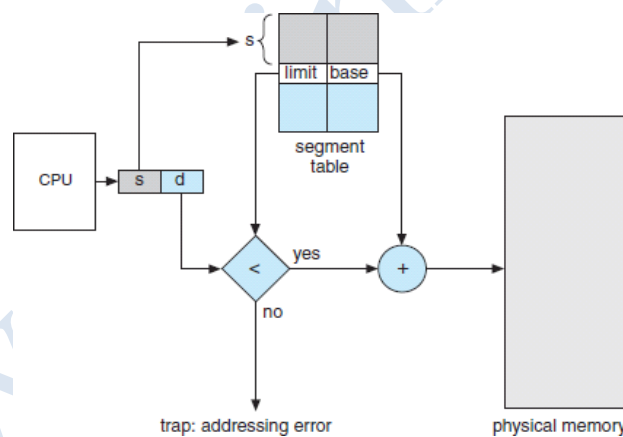 s
limit base
segment
table
CPU
s d
<
yes
+
no
trap: addressing error
physical memory